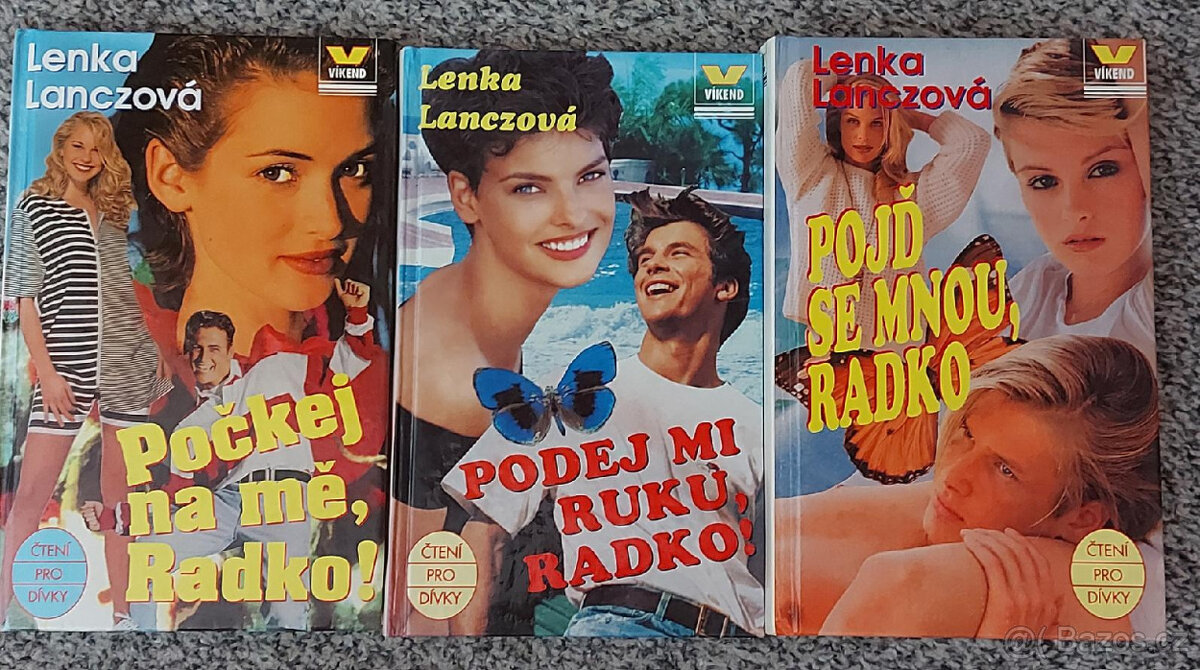 Lenka
Lanczová
VÍKEND
Počkej
na mě,
Radko!
ČTENÍ
PRO
DÍVKY
Lenka
Lanczová
VÍKEND
PODEJ MI
RUKU,
RADKO!
ČTENÍ
PRO
DÍVKY
Lenka
Lanczová
VÍKEND
POJĎ
SE MNOU,
RADKO
ČTENÍ
PRO
DÍVKY
@( Bazos.cz